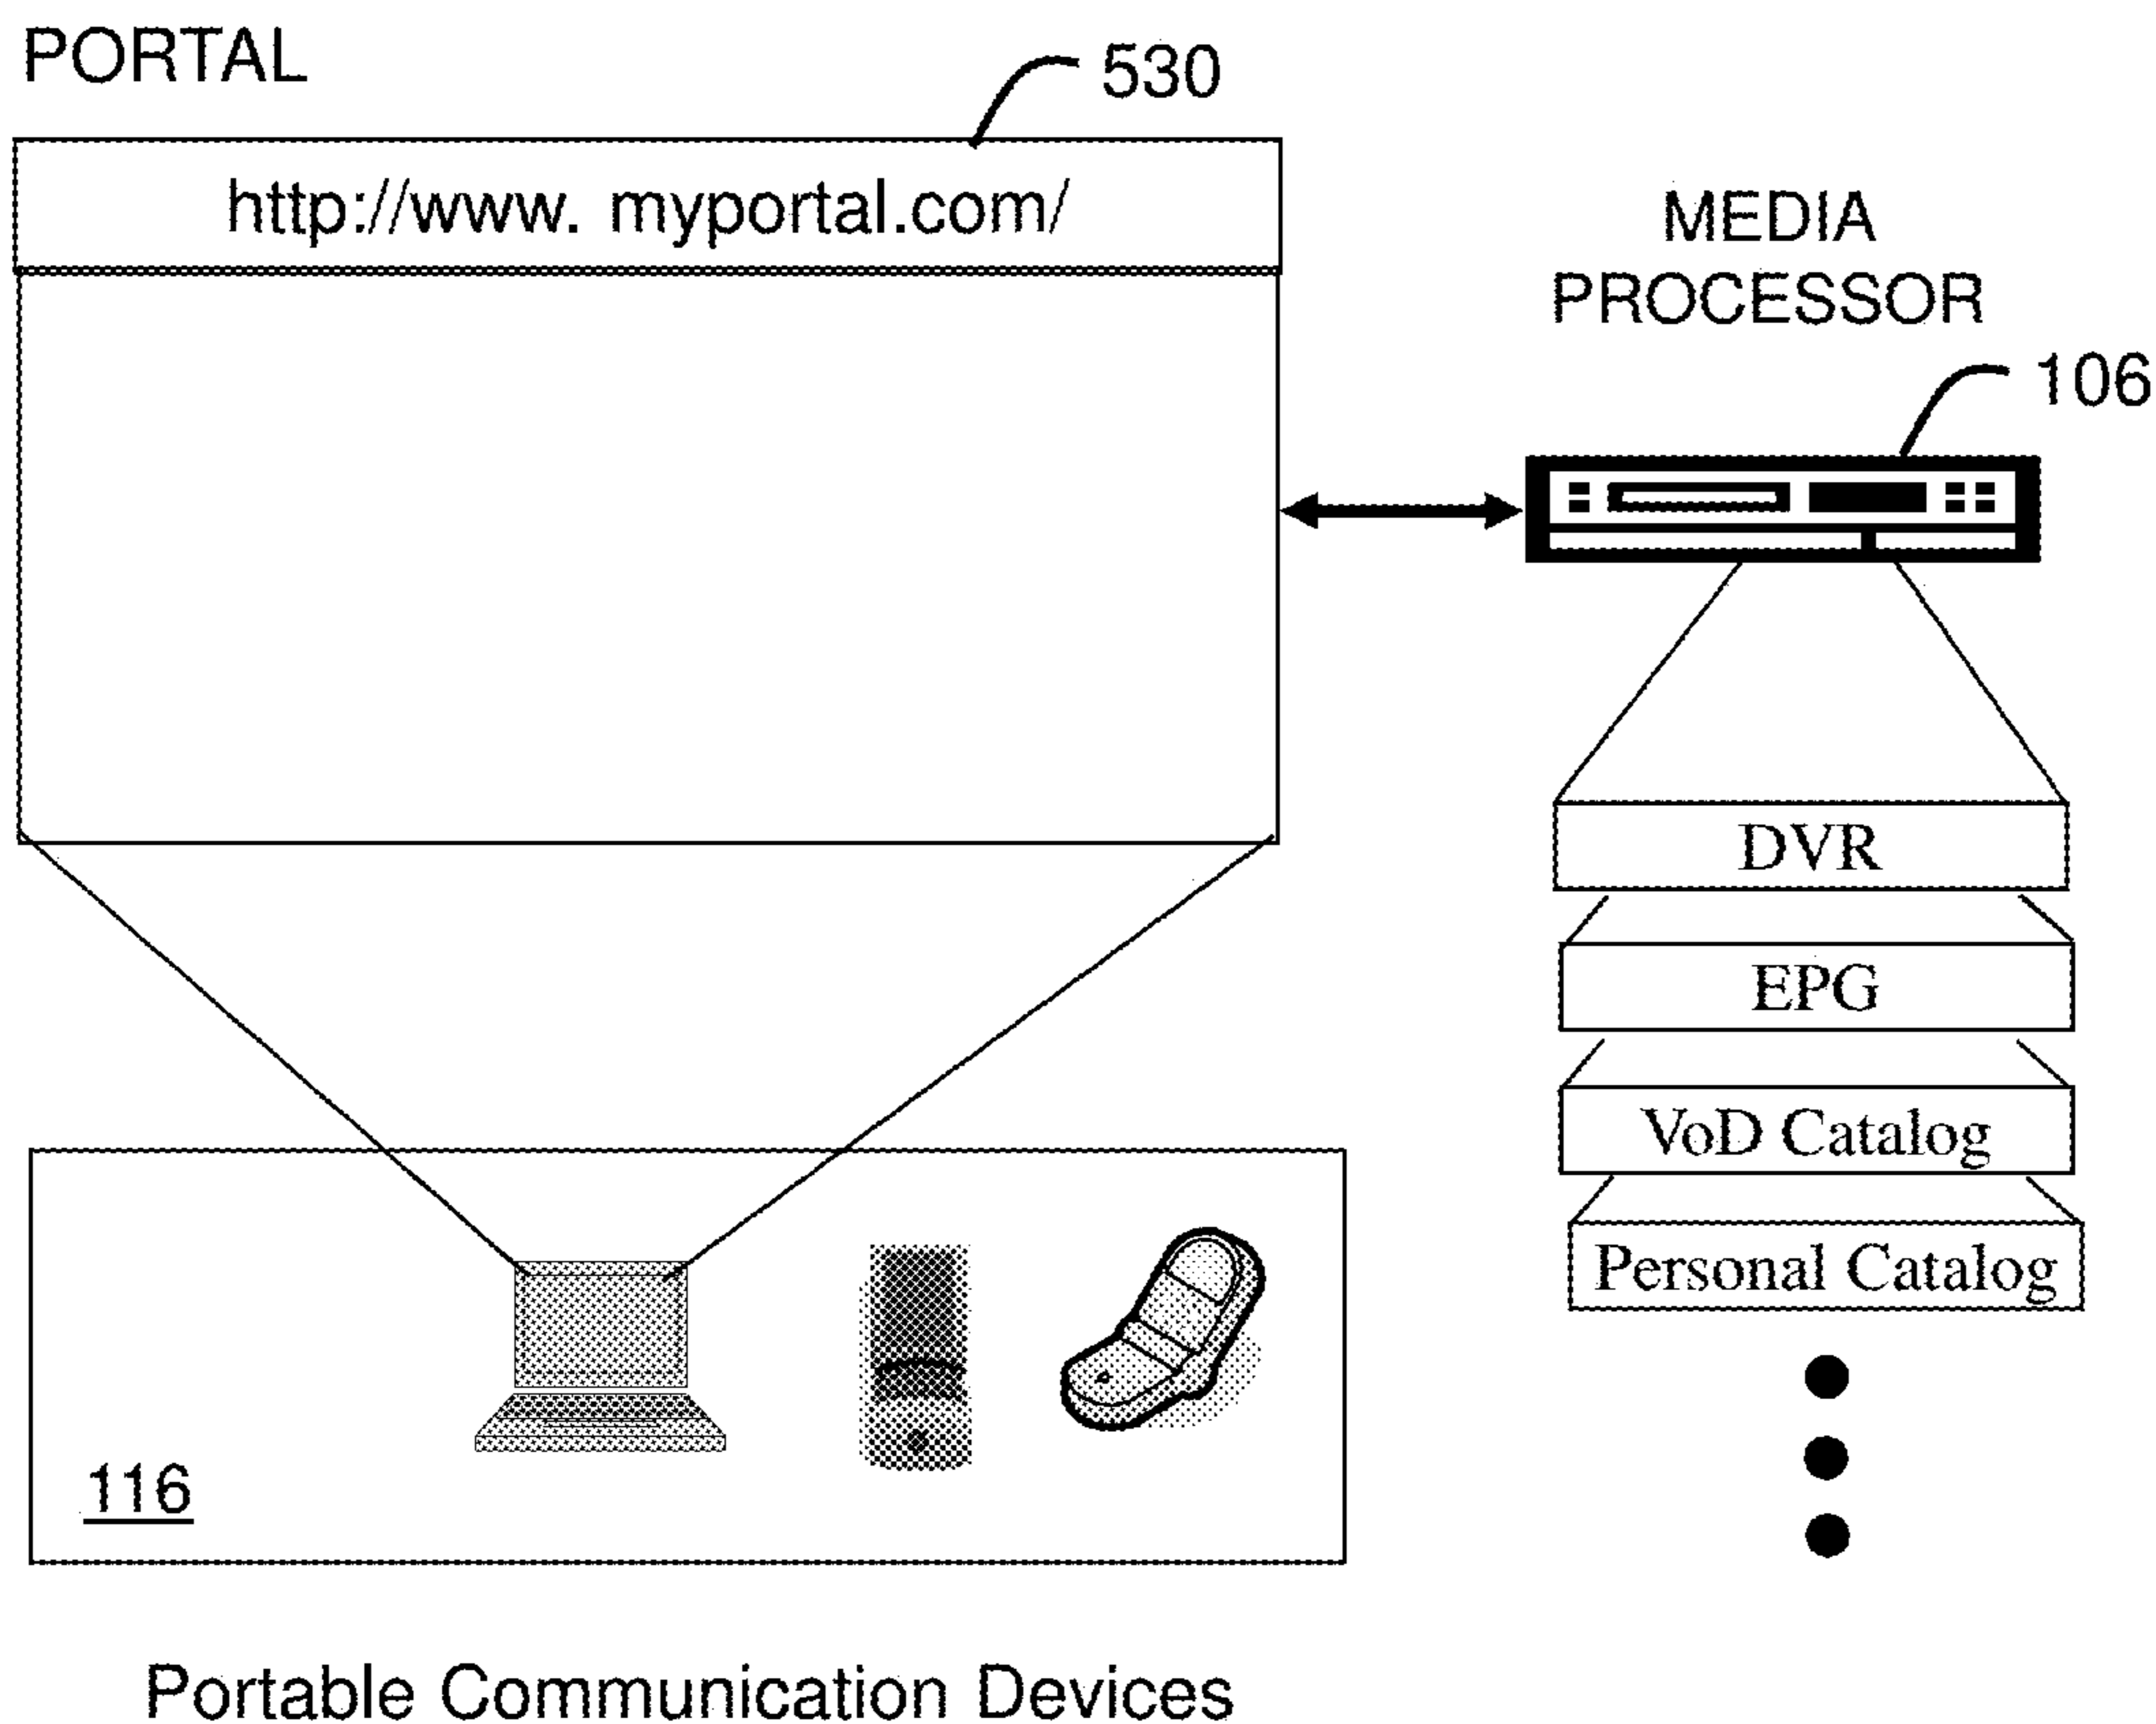 PORTAL
530
http://www. myportal.com/
MEDIA
PROCESSOR
106
DVR
EPG
VoD Catalog
Personal Catalog
116
Portable Communication Devices